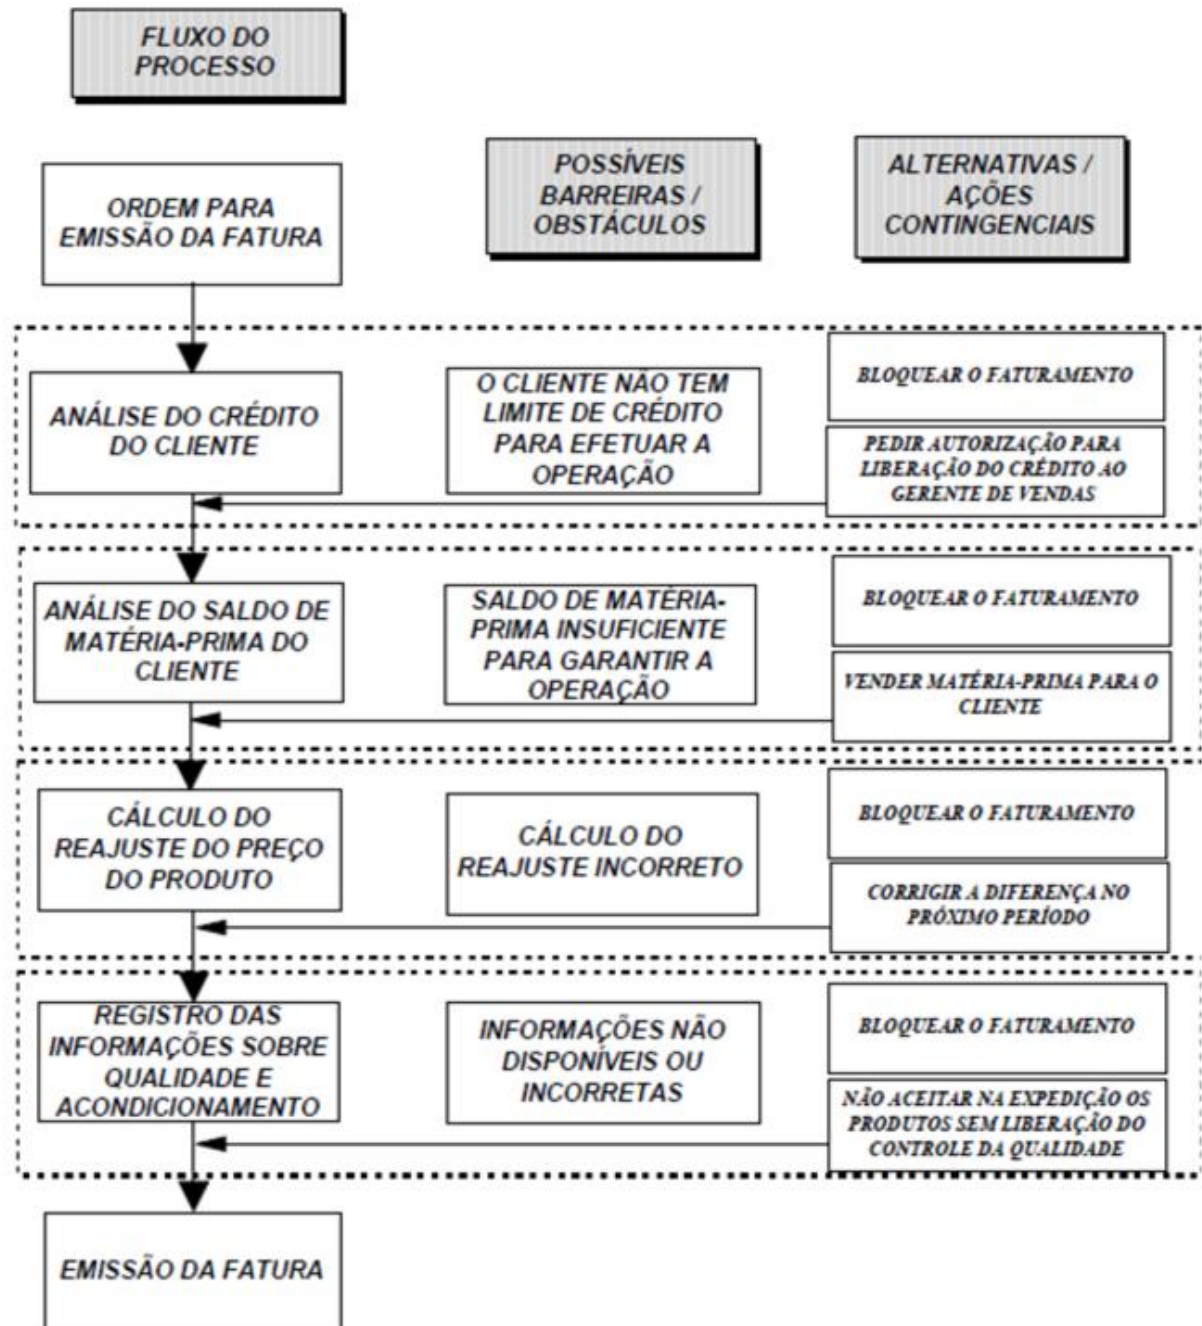 FLUXO DO
PROCESSO
POSSÍVEIS
BARREIRAS /
OBSTÁCULOS
ALTERNATIVAS /
AÇÕES
CONTINGENCIAIS
ORDEM PARA
EMISSÃO DA FATURA
ANÁLISE DO CRÉDITO
DO CLIENTE
O CLIENTE NÃO TEM
LIMITE DE CRÉDITO
PARA EFETUAR A
OPERAÇÃO
BLOQUEAR O FATURAMENTO
PEDIR AUTORIZAÇÃO PARA
LIBERAÇÃO DO CRÉDITO AO
GERENTE DE VENDAS
ANÁLISE DO SALDO DE
MATÉRIA-PRIMA DO
CLIENTE
SALDO DE MATÉRIA-
PRIMA INSUFICIENTE
PARA GARANTIR A
OPERAÇÃO
BLOQUEAR O FATURAMENTO
VENDER MATÉRIA-PRIMA PARA O
CLIENTE
CÁLCULO DO
REAJUSTE DO PREÇO
DO PRODUTO
CÁLCULO DO
REAJUSTE INCORRETO
BLOQUEAR O FATURAMENTO
CORRIGIR A DIFERENÇA NO
PRÓXIMO PERÍODO
REGISTRO DAS
INFORMAÇÕES SOBRE
QUALIDADE E
ACONDICIONAMENTO
INFORMAÇÕES NÃO
DISPONÍVEIS OU
INCORRETAS
BLOQUEAR O FATURAMENTO
NÃO ACEITAR NA EXPEDIÇÃO OS
PRODUTOS SEM LIBERAÇÃO DO
CONTROLE DA QUALIDADE
EMISSÃO DA FATURA